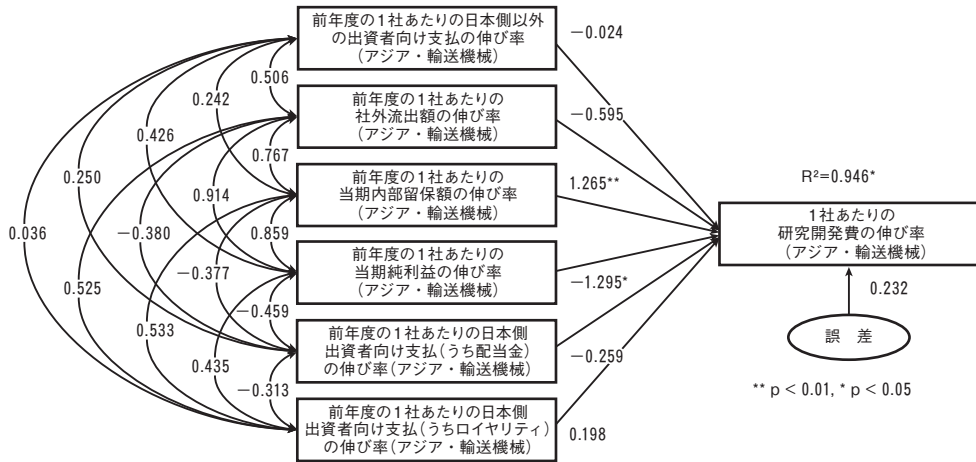 前年度の1社あたりの日本側以外
の出資者向け支払の伸び率
(アジア・輸送機械)
前年度の1社あたりの
社外流出額の伸び率
(アジア・輸送機械)
前年度の1社あたりの
当期内部留保額の伸び率
(アジア・輸送機械)
前年度の1社あたりの
当期純利益の伸び率
(アジア・輸送機械)
前年度の1社あたりの日本側
出資者向け支払(うち配当金)
の伸び率(アジア・輸送機械)
前年度の1社あたりの日本側
出資者向け支払(うちロイヤリティ)
の伸び率(アジア・輸送機械)
0.506
0.242
0.426
0.767
0.250
0.914
0.036
-0.380
0.859
-0.377
0.525
-0.459
0.533
0.435
-0.313
-0.024
-0.595
1.265**
-1.295*
-0.259
0.198
R²=0.946*
1社あたりの
研究開発費の伸び率
(アジア・輸送機械)
0.232
誤 差
** p < 0.01, * p < 0.05